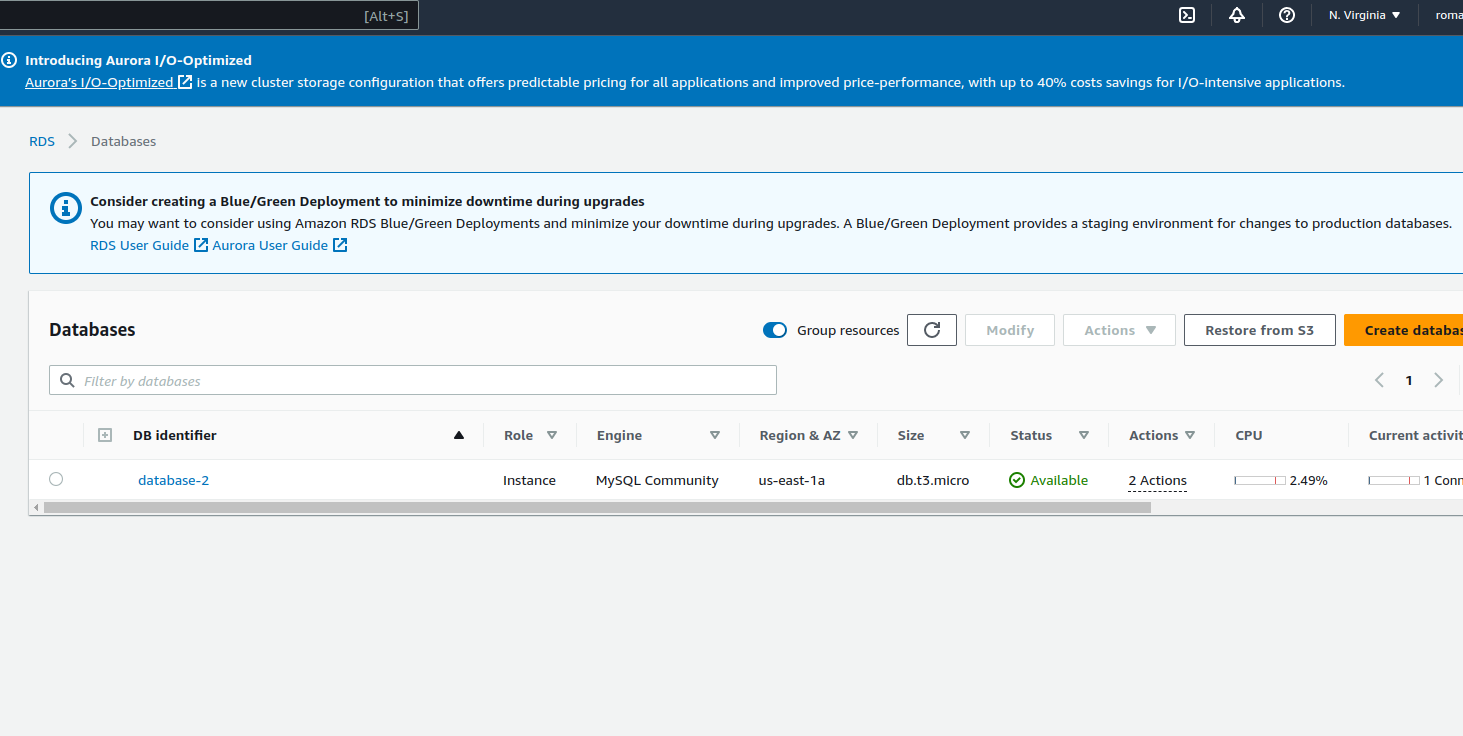 [Alt+S]
N. Virginia
roma
Introducing Aurora I/O-Optimized
Aurora's I/O-Optimized is a new cluster storage configuration that offers predictable pricing for all applications and improved price-performance, with up to 40% costs savings for I/O-intensive applications.
RDS
Databases
Consider creating a Blue/Green Deployment to minimize downtime during upgrades
You may want to consider using Amazon RDS Blue/Green Deployments and minimize your downtime during upgrades. A Blue/Green Deployment provides a staging environment for changes to production databases.
RDS User Guide Aurora User Guide
Databases
Group resources
Modify
Actions
Restore from S3
Create databas
Filter by databases
1
DB identifier Role Engine Region & AZ Size Status Actions CPU Current activit
database-2 Instance MySQL Community us-east-1a db.t3.micro Available 2 Actions 2.49% 1 Conn